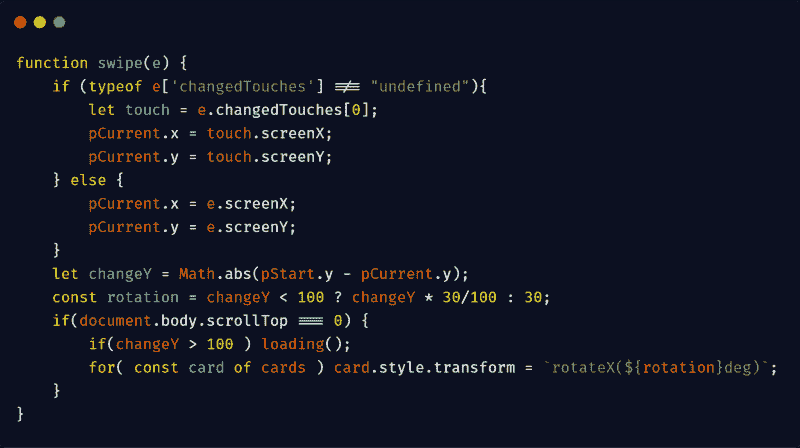 function swipe(e) {
    if (typeof e['changedTouches'] !== "undefined"){
        let touch = e.changedTouches[0];
        pCurrent.x = touch.screenX;
        pCurrent.y = touch.screenY;
    } else {
        pCurrent.x = e.screenX;
        pCurrent.y = e.screenY;
    }
    let changeY = Math.abs(pStart.y - pCurrent.y);
    const rotation = changeY < 100 ? changeY * 30/100 : 30;
    if(document.body.scrollTop === 0) {
        if(changeY > 100 ) loading();
        for( const card of cards ) card.style.transform = `rotateX(${rotation}deg)`;
    }
}